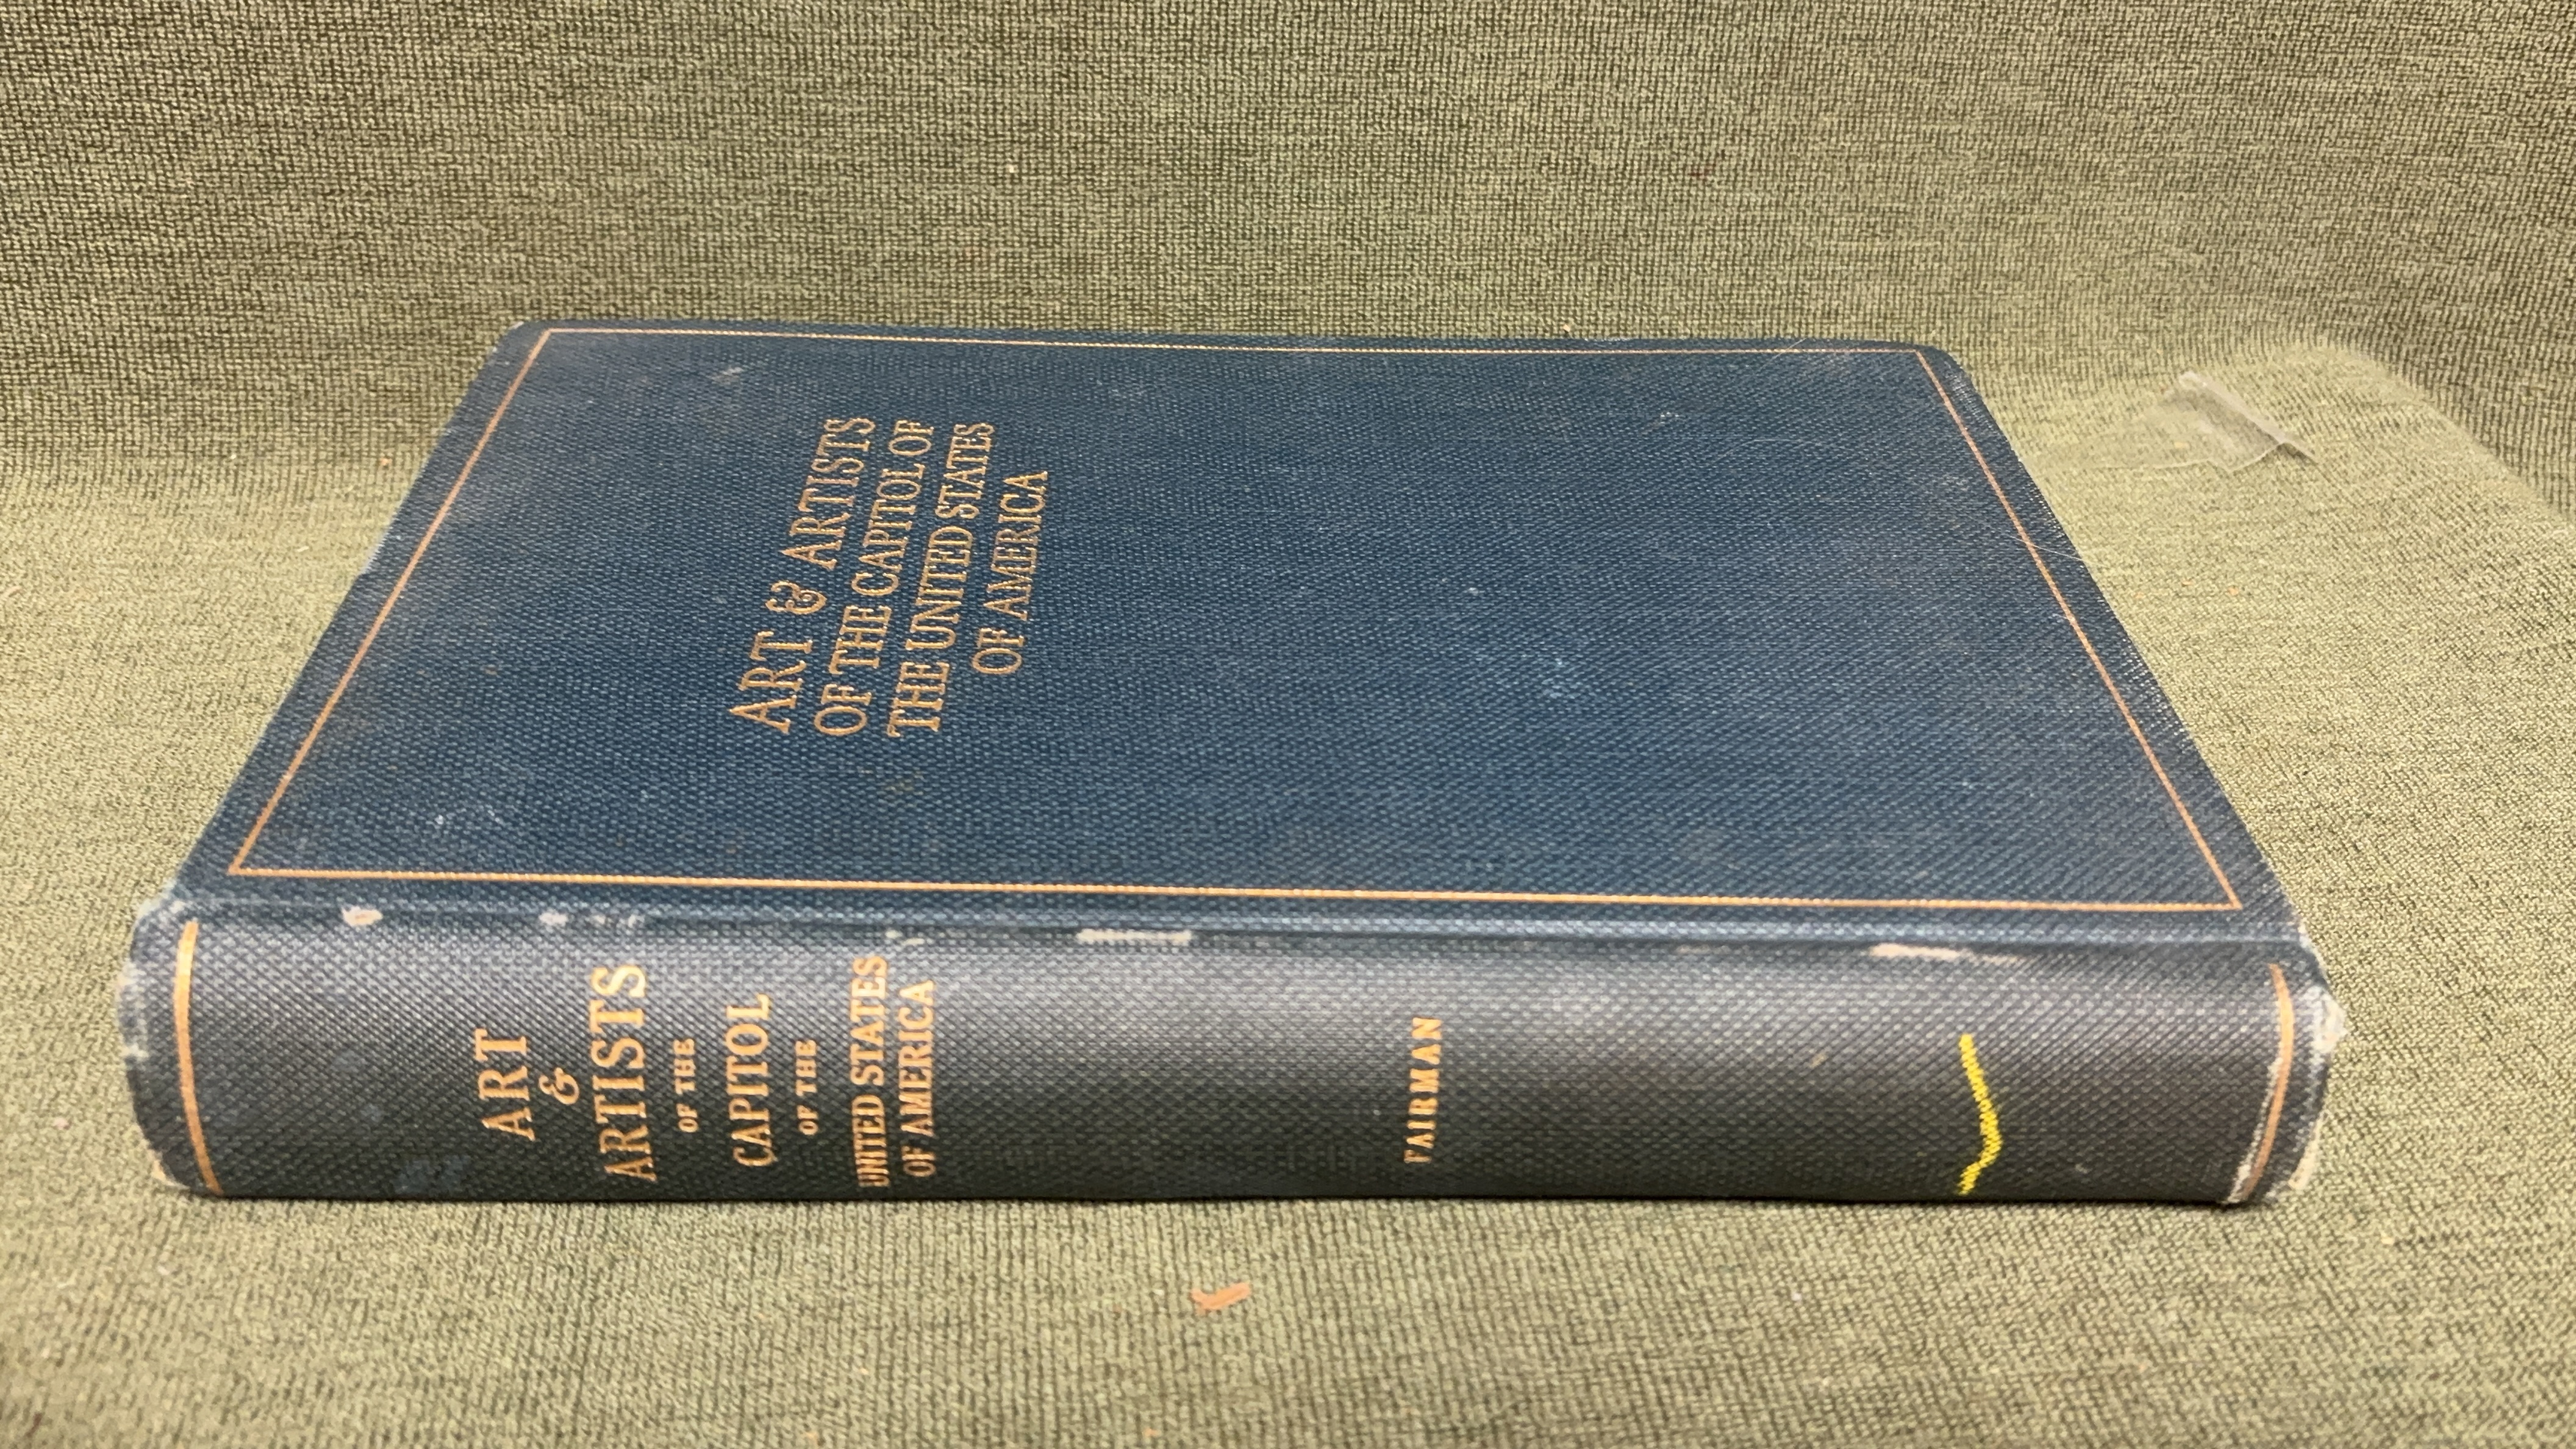 ART & ARTISTS
OF THE CAPITOL OF
THE UNITED STATES
OF AMERICA
ART
&
ARTISTS
OF THE
CAPITOL
OF THE
UNITED STATES
OF AMERICA
FAIRMAN